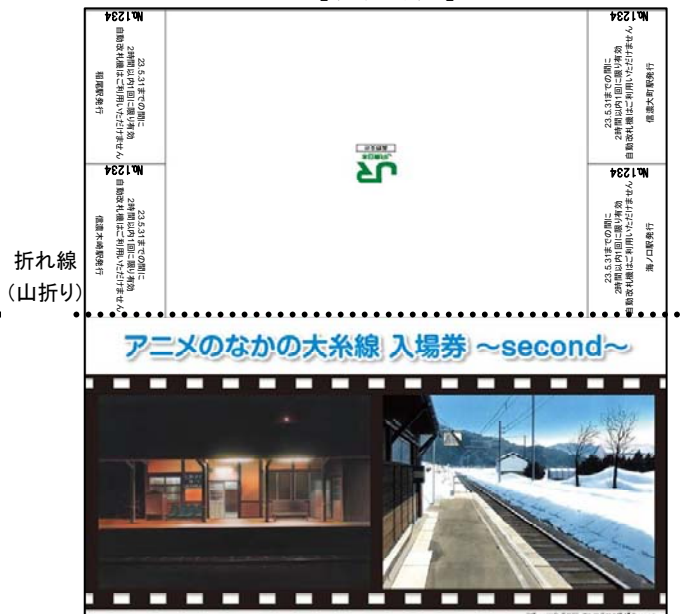 №1234
23.5.31までの間に
2時間以内1回に限り有効
自動改札機はご利用いただけません
稲尾駅発行
№1234
23.5.31までの間に
2時間以内1回に限り有効
自動改札機はご利用いただけません
信濃木崎駅発行
JR
JR東日本
№1234
23.5.31までの間に
2時間以内1回に限り有効
自動改札機はご利用いただけません
信濃大町駅発行
№1234
23.5.31までの間に
2時間以内1回に限り有効
自動改札機はご利用いただけません
海ノ口駅発行
折れ線
(山折り)
アニメのなかの大糸線 入場券 ～second～